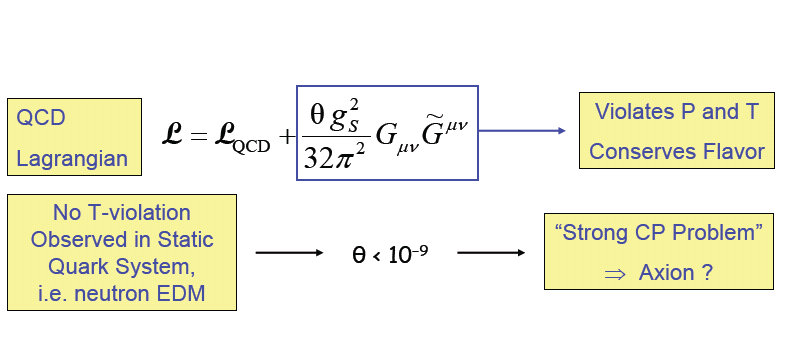 QCD
Lagrangian
ℒ = ℒ_QCD + θ g_s^2 / 32π^2 G_μν G̃^μν
Violates P and T
Conserves Flavor
No T-violation
Observed in Static
Quark System,
i.e. neutron EDM
θ < 10⁻⁹
“Strong CP Problem”
⇒ Axion ?